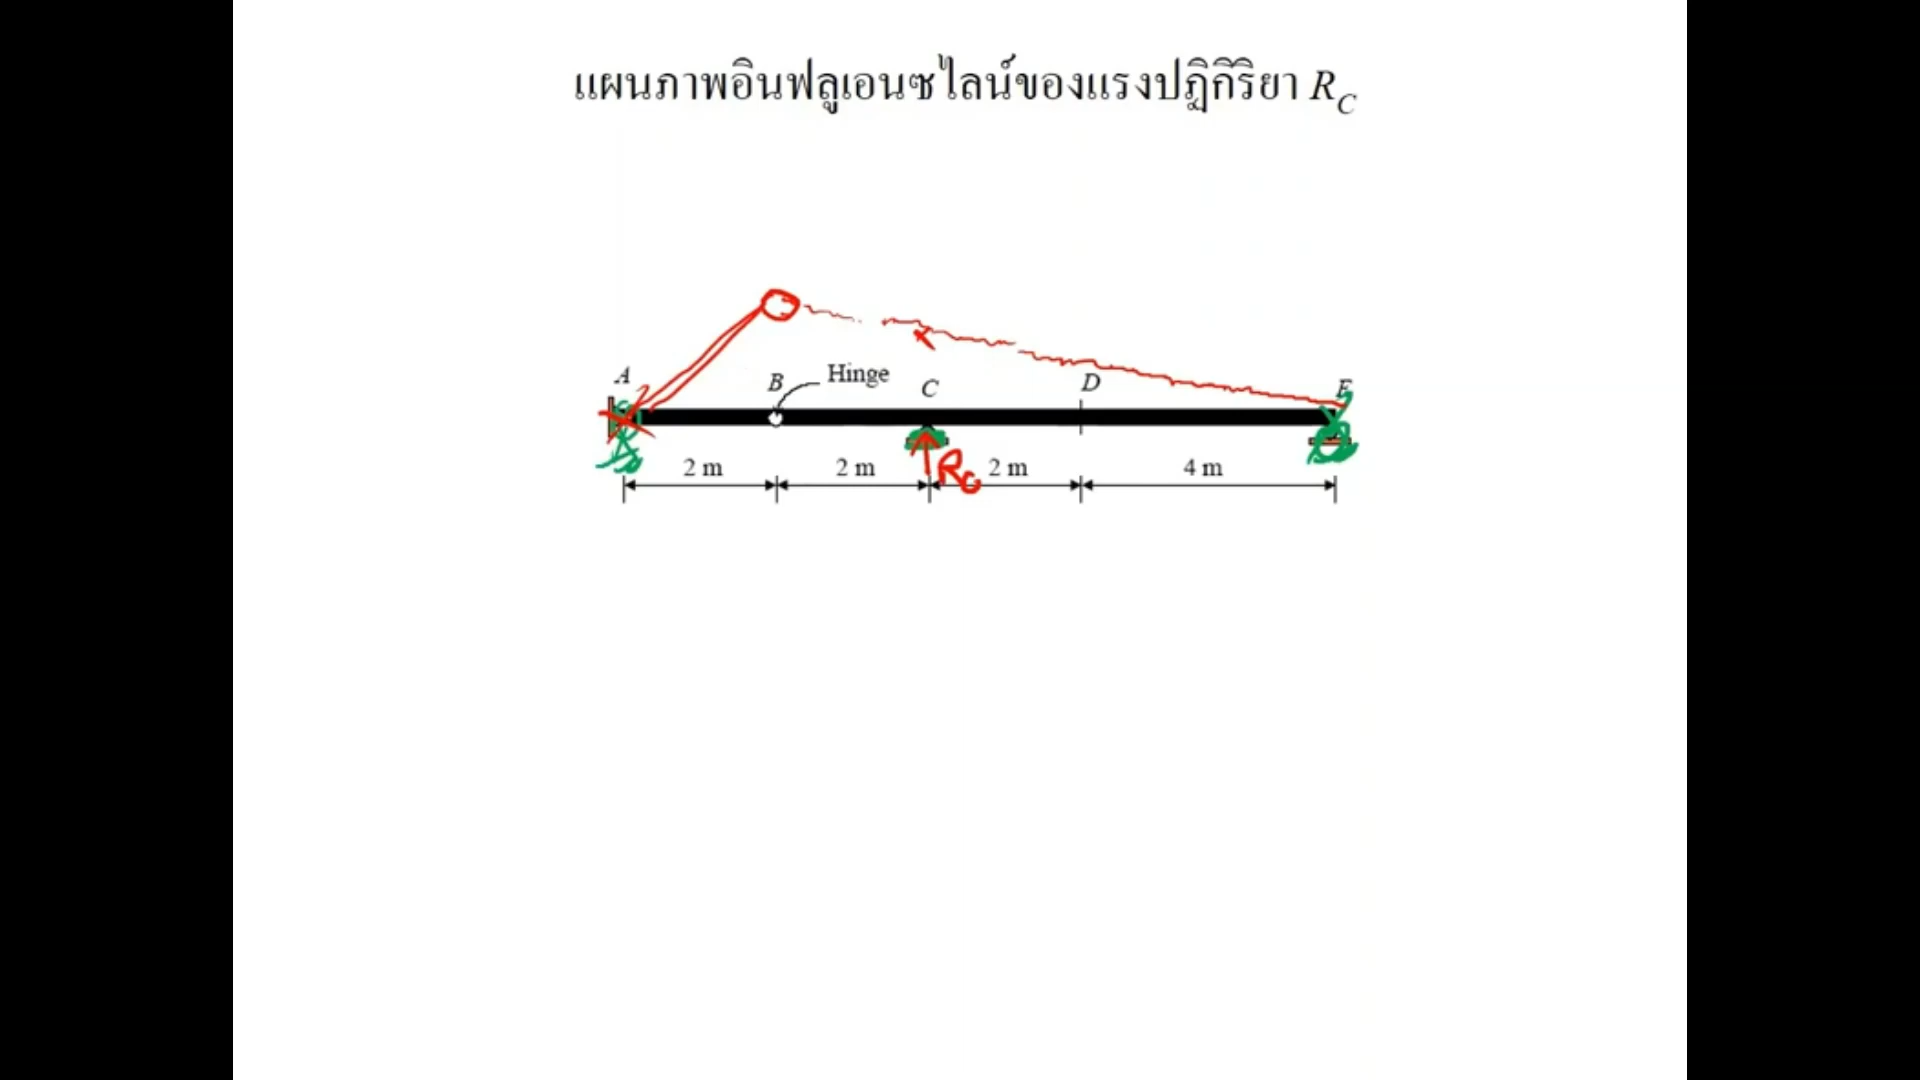 แผนภาพอินฟลูเอนซไลน์ของแรงปฏิกิริยา R_C
A B Hinge C D E
R_C
2 m 2 m 2 m 4 m